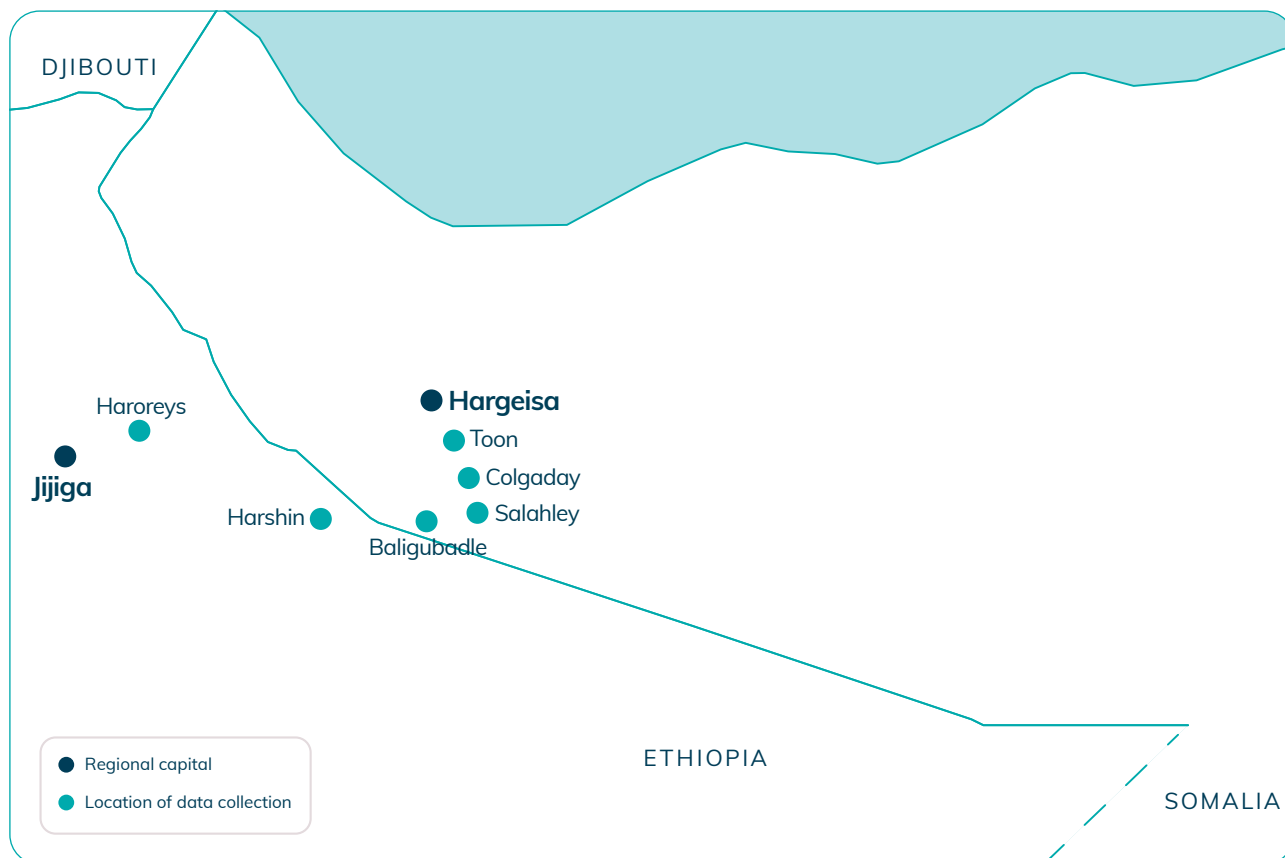 DJIBOUTI
Hargeisa
Haroreys
Toon
Jijiga
Colgaday
Harshin
Salahley
Baligubadle
ETHIOPIA
Regional capital
Location of data collection
SOMALIA